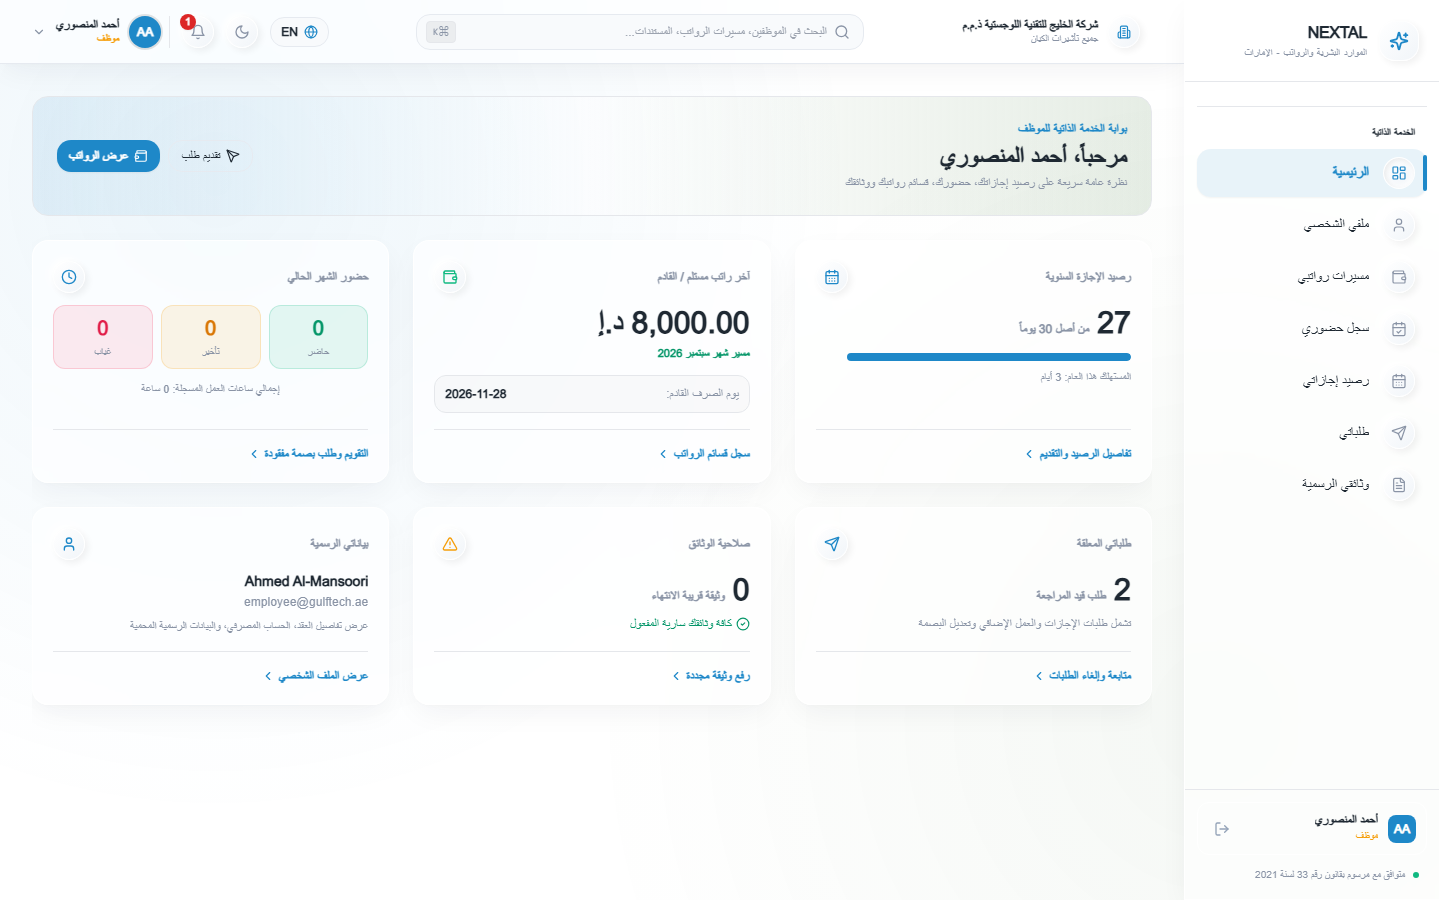 NEXTAL
الموارد البشرية والرواتب - الإمارات
الخدمة الذاتية
الرئيسية
ملفي الشخصي
مسيرات رواتبي
سجل حضوري
رصيد إجازاتي
طلباتي
وثائقي الرسمية
AA
أحمد المنصوري
موظف
متوافق مع مرسوم بقانون رقم 33 لسنة 2021
شركة الخليج للتقنية اللوجستية ذ.م.م
جميع تأشيرات الكيان
البحث في الموظفين، مسيرات الرواتب، المستندات...
⌘K
EN
1
AA
أحمد المنصوري
موظف
بوابة الخدمة الذاتية للموظف
مرحباً، أحمد المنصوري
نظرة عامة سريعة على رصيد إجازاتك، حضورك، قسائم رواتبك ووثائقك
تقديم طلب
عرض الرواتب
رصيد الإجازة السنوية
27 من أصل 30 يوماً
المستهلك هذا العام: 3 أيام
تفاصيل الرصيد والتقديم
آخر راتب مستلم / القادم
8,000.00 د.إ
مسير شهر سبتمبر 2026
يوم الصرف القادم:
2026-11-28
سجل قسائم الرواتب
حضور الشهر الحالي
0
حاضر
0
تأخير
0
غياب
إجمالي ساعات العمل المسجلة: 0 ساعة
التقويم وطلب بصمة مفقودة
طلباتي المعلقة
2 طلب قيد المراجعة
تشمل طلبات الإجازات والعمل الإضافي وتعديل البصمة
متابعة وإلغاء الطلبات
صلاحية الوثائق
0 وثيقة قريبة الانتهاء
كافة وثائقك سارية المفعول
رفع وثيقة مجددة
بياناتي الرسمية
Ahmed Al-Mansoori
employee@gulftech.ae
عرض تفاصيل العقد، الحساب المصرفي، والبيانات الرسمية المحمية
عرض الملف الشخصي